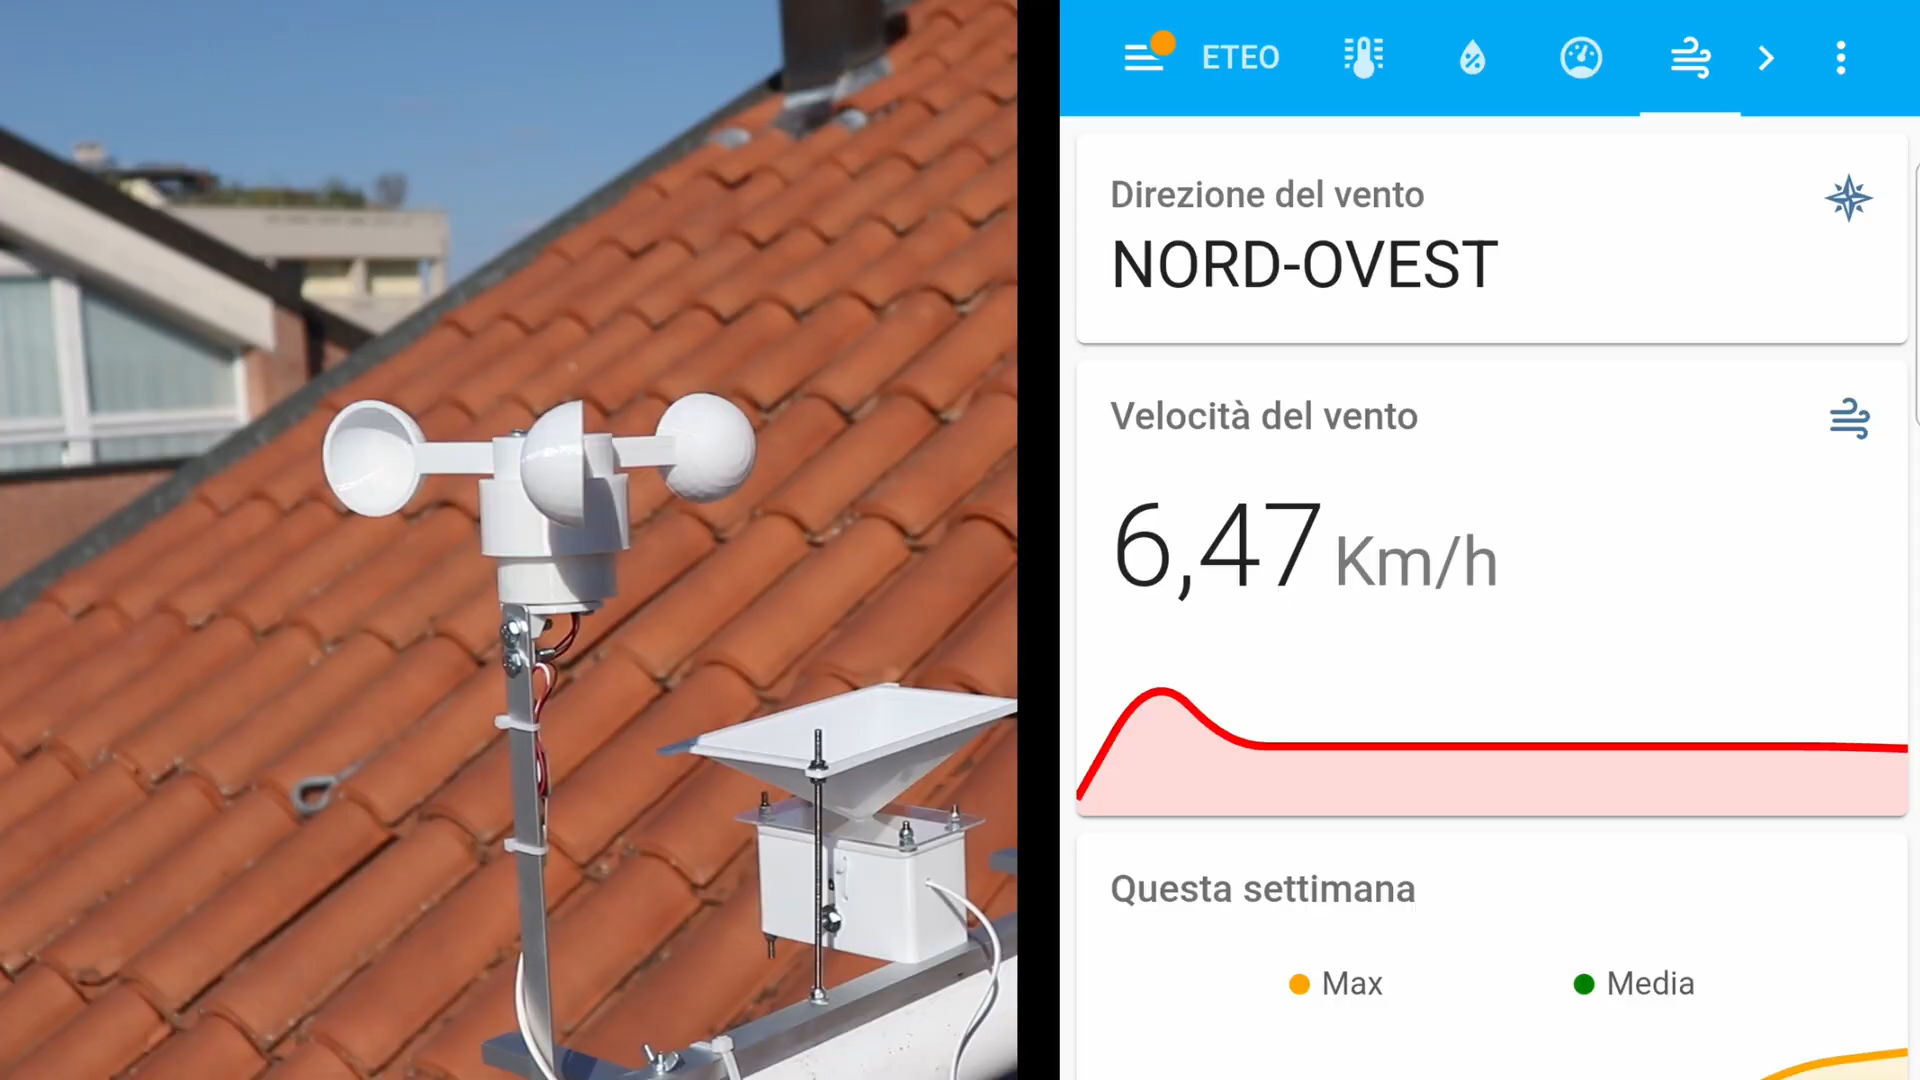 ETEO
Direzione del vento
NORD-OVEST
Velocità del vento
6,47 Km/h
Questa settimana
Max
Media